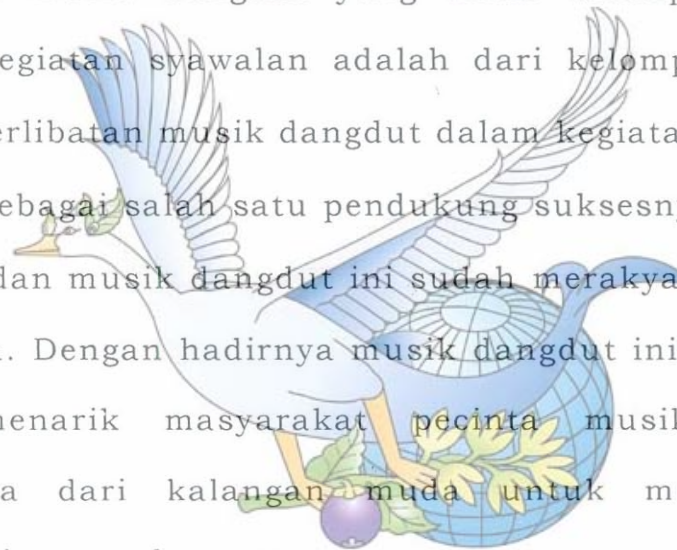 egiatan syawalan adalah dari kelomp
erlibatan musik dangdut dalam kegiata
ebagai salah satu pendukung suksesn
dan musik dangdut ini sudah merakya
. Dengan hadirnya musik dangdut ini
enarik masyarakat pecinta musik
a dari kalangan muda untuk m